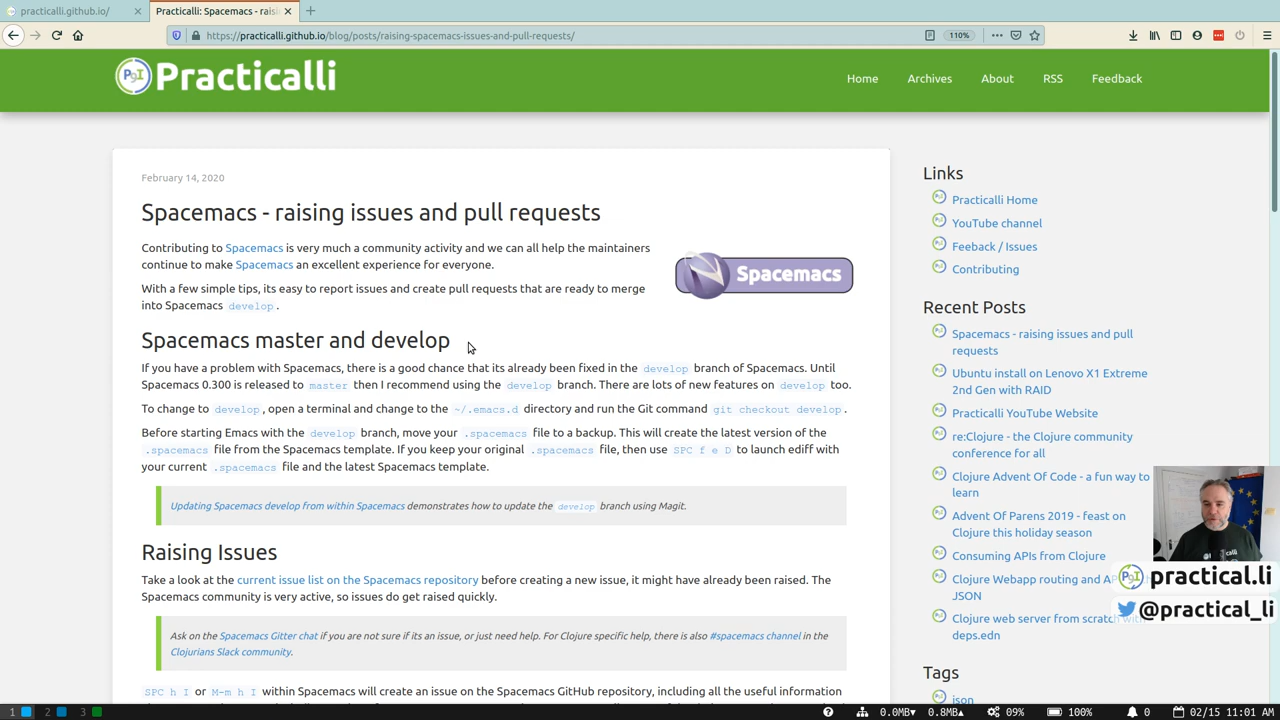 practicalli.github.io/
Practicalli: Spacemacs - rais
https://practicalli.github.io/blog/posts/raising-spacemacs-issues-and-pull-requests/
110%
Practicalli
Home
Archives
About
RSS
Feedback
February 14, 2020
Spacemacs - raising issues and pull requests
Contributing to Spacemacs is very much a community activity and we can all help the maintainers
continue to make Spacemacs an excellent experience for everyone.
With a few simple tips, its easy to report issues and create pull requests that are ready to merge
into Spacemacs develop.
Spacemacs
Spacemacs master and develop
If you have a problem with Spacemacs, there is a good chance that its already been fixed in the develop branch of Spacemacs. Until
Spacemacs 0.300 is released to master then I recommend using the develop branch. There are lots of new features on develop too.
To change to develop, open a terminal and change to the ~/.emacs.d directory and run the Git command git checkout develop.
Before starting Emacs with the develop branch, move your .spacemacs file to a backup. This will create the latest version of the
.spacemacs file from the Spacemacs template. If you keep your original .spacemacs file, then use SPC f e D to launch ediff with
your current .spacemacs file and the latest Spacemacs template.
Updating Spacemacs develop from within Spacemacs demonstrates how to update the develop branch using Magit.
Raising Issues
Take a look at the current issue list on the Spacemacs repository before creating a new issue, it might have already been raised. The
Spacemacs community is very active, so issues do get raised quickly.
Ask on the Spacemacs Gitter chat if you are not sure if its an issue, or just need help. For Clojure specific help, there is also #spacemacs channel in the
Clojurians Slack community.
SPC h I or M-m h I within Spacemacs will create an issue on the Spacemacs GitHub repository, including all the useful information
Links
Practicalli Home
YouTube channel
Feeback / Issues
Contributing
Recent Posts
Spacemacs - raising issues and pull
requests
Ubuntu install on Lenovo X1 Extreme
2nd Gen with RAID
Practicalli YouTube Website
re:Clojure - the Clojure community
conference for all
Clojure Advent Of Code - a fun way to
learn
Advent Of Parens 2019 - feast on
Clojure this holiday season
Consuming APIs from Clojure
Clojure Webapp routing and AP
JSON
Clojure web server from scratch with
deps.edn
Tags
json
practical.li
@practical_li
1 2 3
0.0MB▾ 0.8MB▴ 09% 100% 0 02/15 11:01 AM